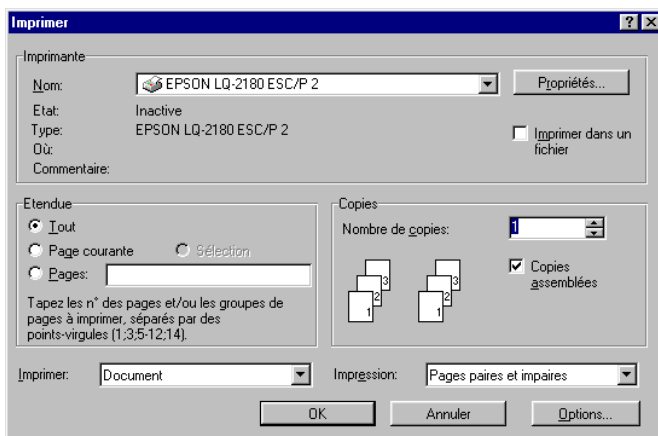 Imprimer
Imprimante
Nom: EPSON LQ-2180 ESC/P 2 Propriétés...
Etat: Inactive
Type: EPSON LQ-2180 ESC/P 2
Où:
Commentaire:
Imprimer dans un
fichier
Etendue
Tout
Page courante Sélection
Pages:
Tapez les n° des pages et/ou les groupes de
pages à imprimer, séparés par des
points-virgules (1;3;5-12;14).
Copies
Nombre de copies: 1
Copies
assemblées
3 3
2 2
1 1
Imprimer: Document Impression: Pages paires et impaires
OK Annuler Options...